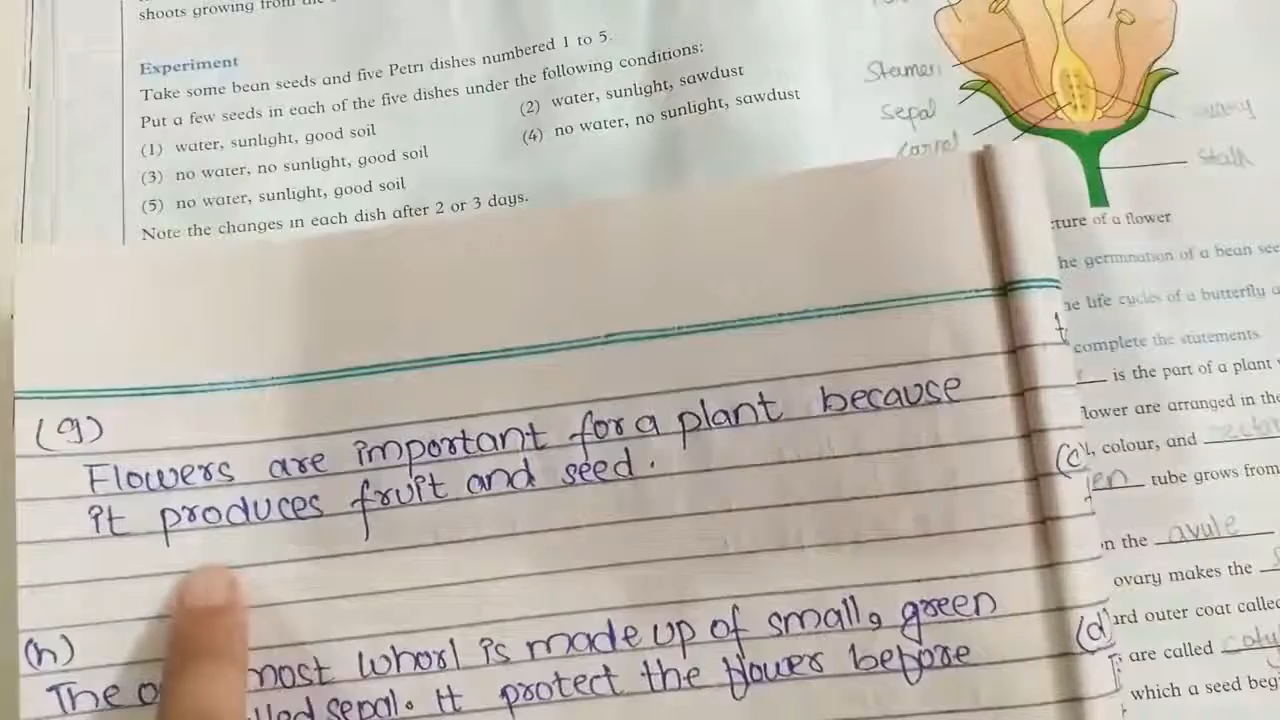 shoots growing from the
Experiment
Take some bean seeds and five Petri dishes numbered 1 to 5.
Put a few seeds in each of the five dishes under the following conditions:
(1) water, sunlight, good soil
(2) water, sunlight, sawdust
(3) no water, no sunlight, good soil
(4) no water, no sunlight, sawdust
(5) no water, sunlight, good soil
Note the changes in each dish after 2 or 3 days.
(g)
Flowers are important for a plant because
it produces fruit and seed.
(h)
The most whorl is made up of small, green
sepal. It protect the flower before
Stamen
sepal
carpel
stalk
ture of a flower
he germination of a bean see
he life cycles of a butterfly a
complete the statements
is the part of a plant
lower are arranged in the
(c) l, colour, and
en tube grows from
n the avule
ovary makes the
(d) ard outer coat called
are called coty
which a seed beg